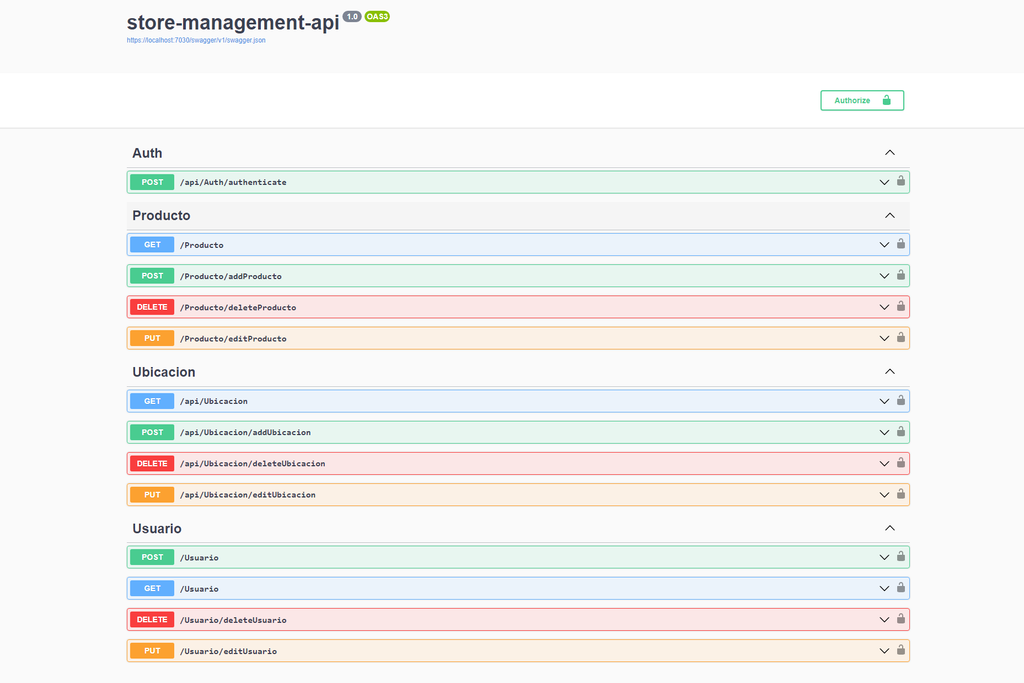 store-management-api 1.0 OAS3
https://localhost:7030/swagger/v1/swagger.json
Authorize
Auth
POST /api/Auth/authenticate
Producto
GET /Producto
POST /Producto/addProducto
DELETE /Producto/deleteProducto
PUT /Producto/editProducto
Ubicacion
GET /api/Ubicacion
POST /api/Ubicacion/addUbicacion
DELETE /api/Ubicacion/deleteUbicacion
PUT /api/Ubicacion/editUbicacion
Usuario
POST /Usuario
GET /Usuario
DELETE /Usuario/deleteUsuario
PUT /Usuario/editUsuario